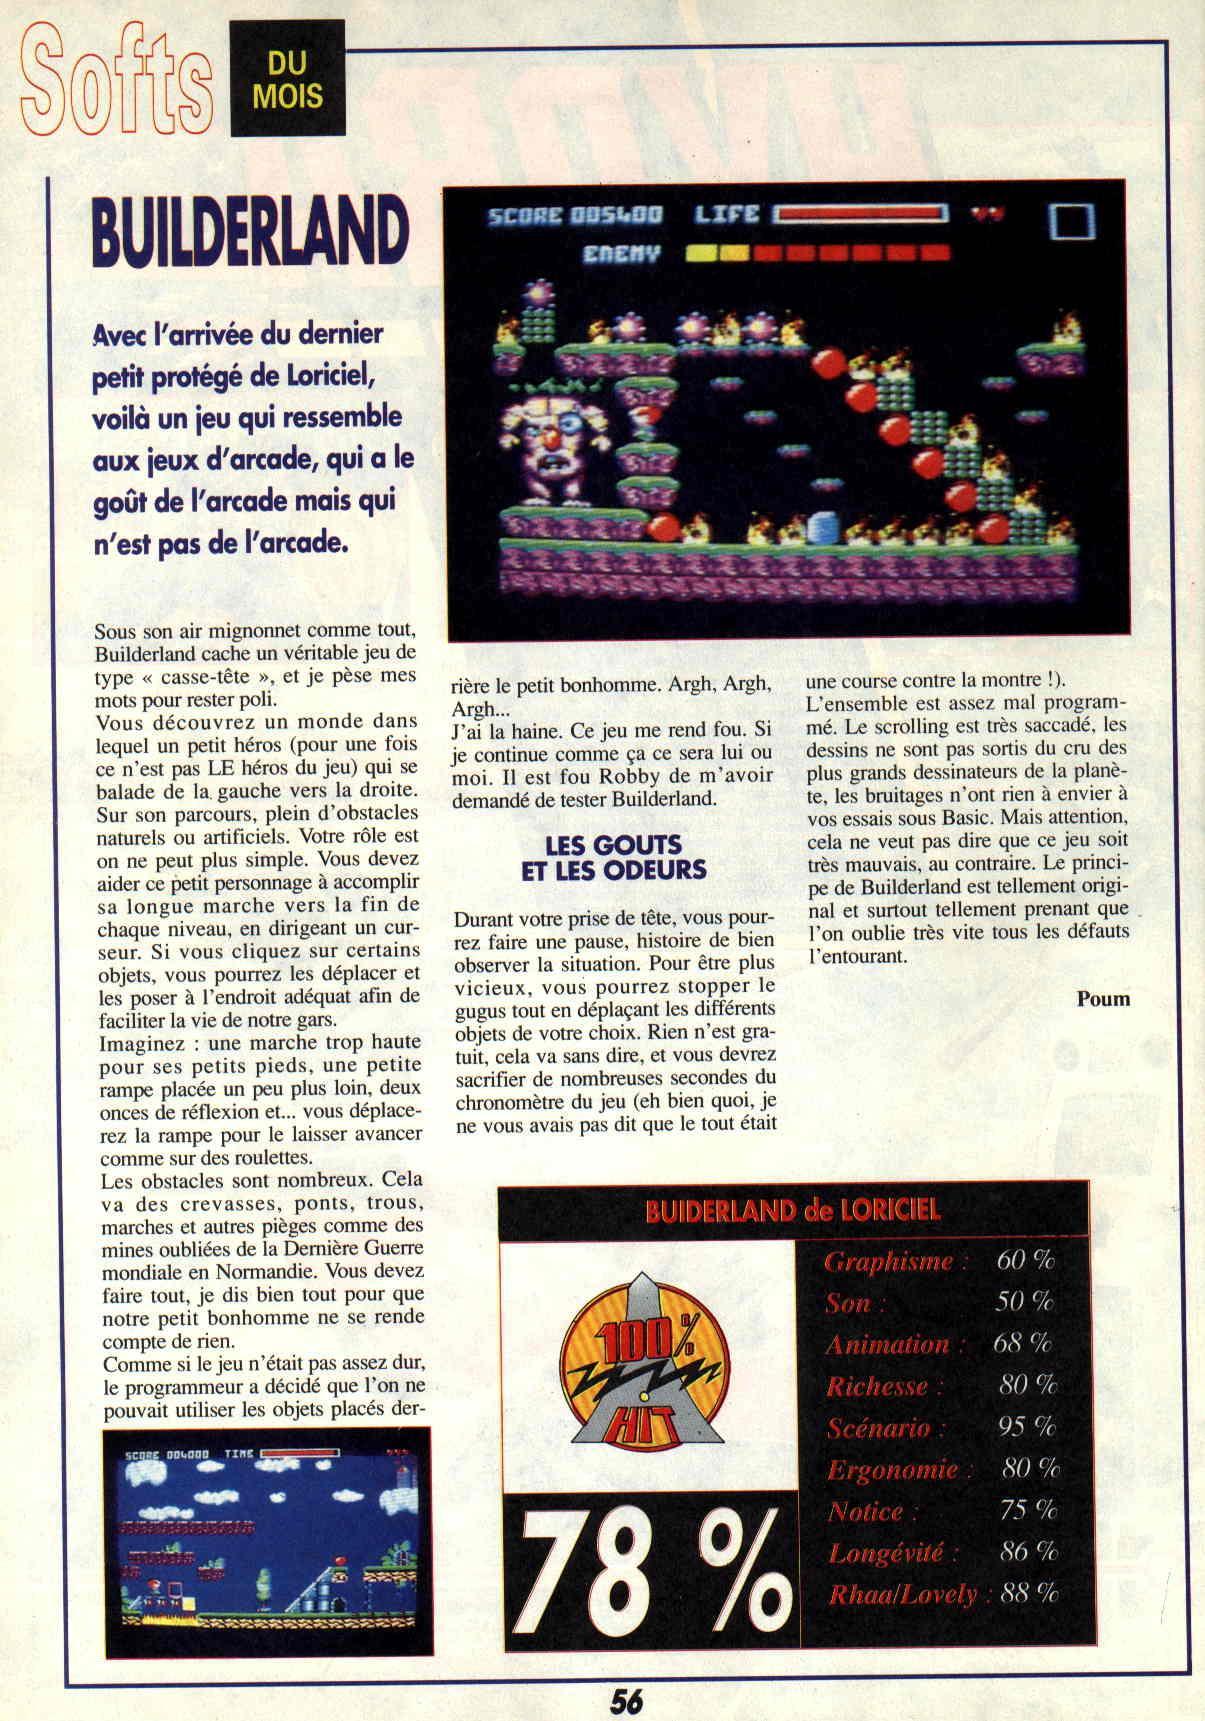 Softs
DU
MOIS
BUILDERLAND
Avec l'arrivée du dernier
petit protégé de Loriciel,
voilà un jeu qui ressemble
aux jeux d'arcade, qui a le
goût de l'arcade mais qui
n'est pas de l'arcade.
SCORE 005400 LIFE
ENEMY
Sous son air mignonnet comme tout,
Builderland cache un véritable jeu de
type « casse-tête », et je pèse mes
mots pour rester poli.
Vous découvrez un monde dans
lequel un petit héros (pour une fois
ce n'est pas LE héros du jeu) qui se
balade de la gauche vers la droite.
Sur son parcours, plein d'obstacles
naturels ou artificiels. Votre rôle est
on ne peut plus simple. Vous devez
aider ce petit personnage à accomplir
sa longue marche vers la fin de
chaque niveau, en dirigeant un cur-
seur. Si vous cliquez sur certains
objets, vous pourrez les déplacer et
les poser à l'endroit adéquat afin de
faciliter la vie de notre gars.
Imaginez : une marche trop haute
pour ses petits pieds, une petite
rampe placée un peu plus loin, deux
onces de réflexion et... vous déplace-
rez la rampe pour le laisser avancer
comme sur des roulettes.
Les obstacles sont nombreux. Cela
va des crevasses, ponts, trous,
marches et autres pièges comme des
mines oubliées de la Dernière Guerre
mondiale en Normandie. Vous devez
faire tout, je dis bien tout pour que
notre petit bonhomme ne se rende
compte de rien.
Comme si le jeu n'était pas assez dur,
le programmeur a décidé que l'on ne
pouvait utiliser les objets placés der-
SCORE 004000 TIME
rière le petit bonhomme. Argh, Argh,
Argh...
J'ai la haine. Ce jeu me rend fou. Si
je continue comme ça ce sera lui ou
moi. Il est fou Robby de m'avoir
demandé de tester Builderland.
LES GOUTS
ET LES ODEURS
Durant votre prise de tête, vous pour-
rez faire une pause, histoire de bien
observer la situation. Pour être plus
vicieux, vous pourrez stopper le
gugus tout en déplaçant les différents
objets de votre choix. Rien n'est gra-
tuit, cela va sans dire, et vous devrez
sacrifier de nombreuses secondes du
chronomètre du jeu (eh bien quoi, je
ne vous avais pas dit que le tout était
une course contre la montre !).
L'ensemble est assez mal program-
mé. Le scrolling est très saccadé, les
dessins ne sont pas sortis du cru des
plus grands dessinateurs de la planè-
te, les bruitages n'ont rien à envier à
vos essais sous Basic. Mais attention,
cela ne veut pas dire que ce jeu soit
très mauvais, au contraire. Le princi-
pe de Builderland est tellement origi-
nal et surtout tellement prenant que
l'on oublie très vite tous les défauts
l'entourant.
Poum
BUIDERLAND de LORICIEL
100%
HIT
78 %
Graphisme : 60 %
Son : 50 %
Animation : 68 %
Richesse : 80 %
Scénario : 95 %
Ergonomie : 80 %
Notice : 75 %
Longévité : 86 %
Rhaa/Lovely : 88 %
56